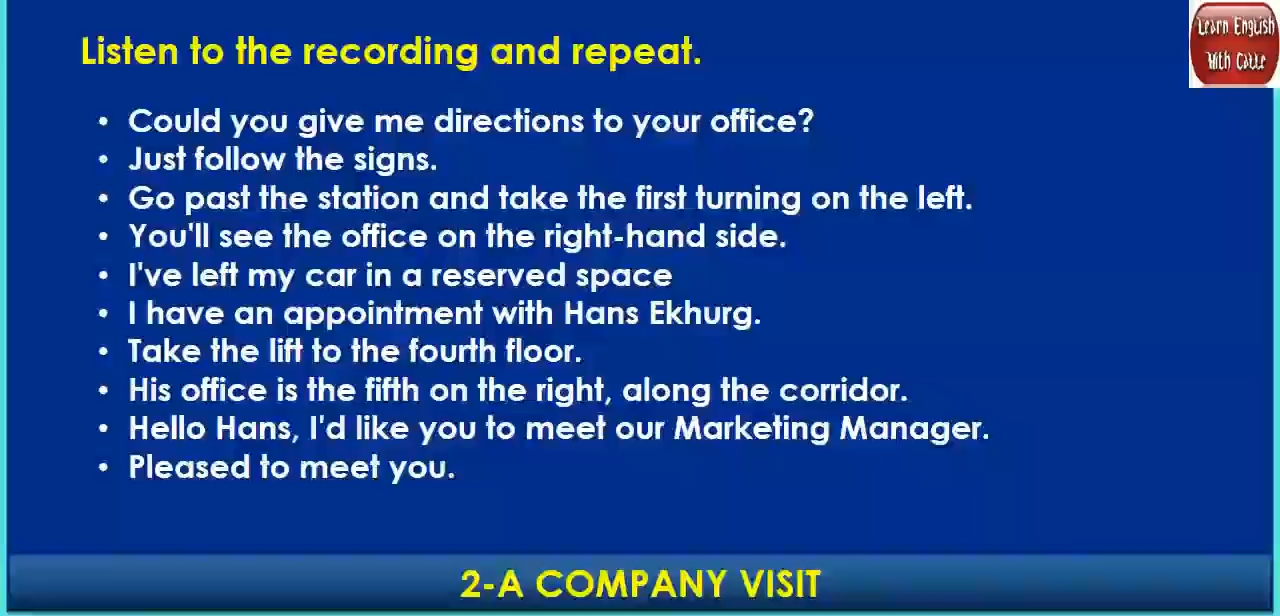 Listen to the recording and repeat.
Learn English
With
• Could you give me directions to your office?
• Just follow the signs.
• Go past the station and take the first turning on the left.
• You'll see the office on the right-hand side.
• I've left my car in a reserved space
• I have an appointment with Hans Ekhurg.
• Take the lift to the fourth floor.
• His office is the fifth on the right, along the corridor.
• Hello Hans, I'd like you to meet our Marketing Manager.
• Pleased to meet you.
2-A COMPANY VISIT